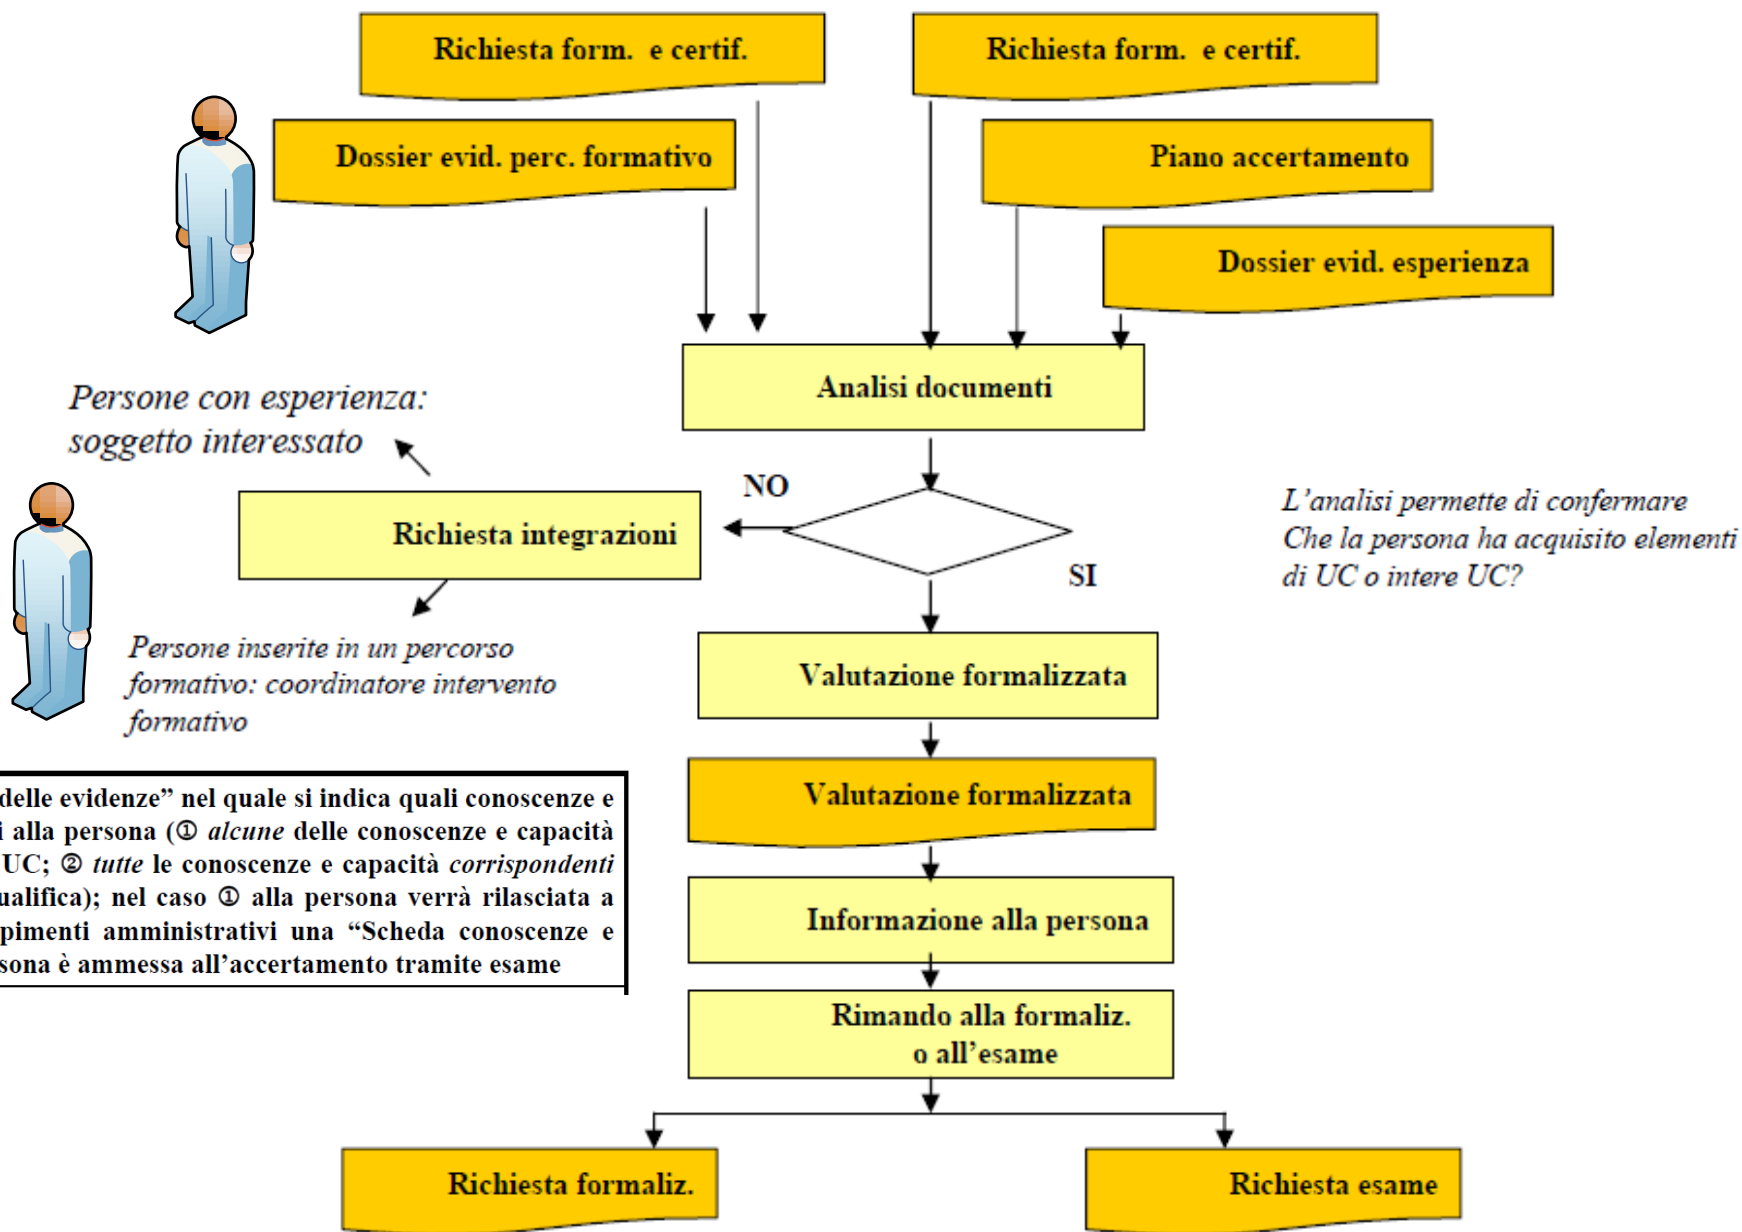 Richiesta form. e certif.
Richiesta form. e certif.
Dossier evid. perc. formativo
Piano accertamento
Dossier evid. esperienza
Analisi documenti
Persone con esperienza:
soggetto interessato
NO
Richiesta integrazioni
SI
L'analisi permette di confermare
Che la persona ha acquisito elementi
di UC o intere UC?
Persone inserite in un percorso
formativo: coordinatore intervento
formativo
Valutazione formalizzata
delle evidenze” nel quale si indica quali conoscenze e
i alla persona (① alcune delle conoscenze e capacità
UC; ② tutte le conoscenze e capacità corrispondenti
ualifica); nel caso ① alla persona verrà rilasciata a
pimenti amministrativi una “Scheda conoscenze e
sona è ammessa all’accertamento tramite esame
Valutazione formalizzata
Informazione alla persona
Rimando alla formaliz.
o all’esame
Richiesta formaliz.
Richiesta esame